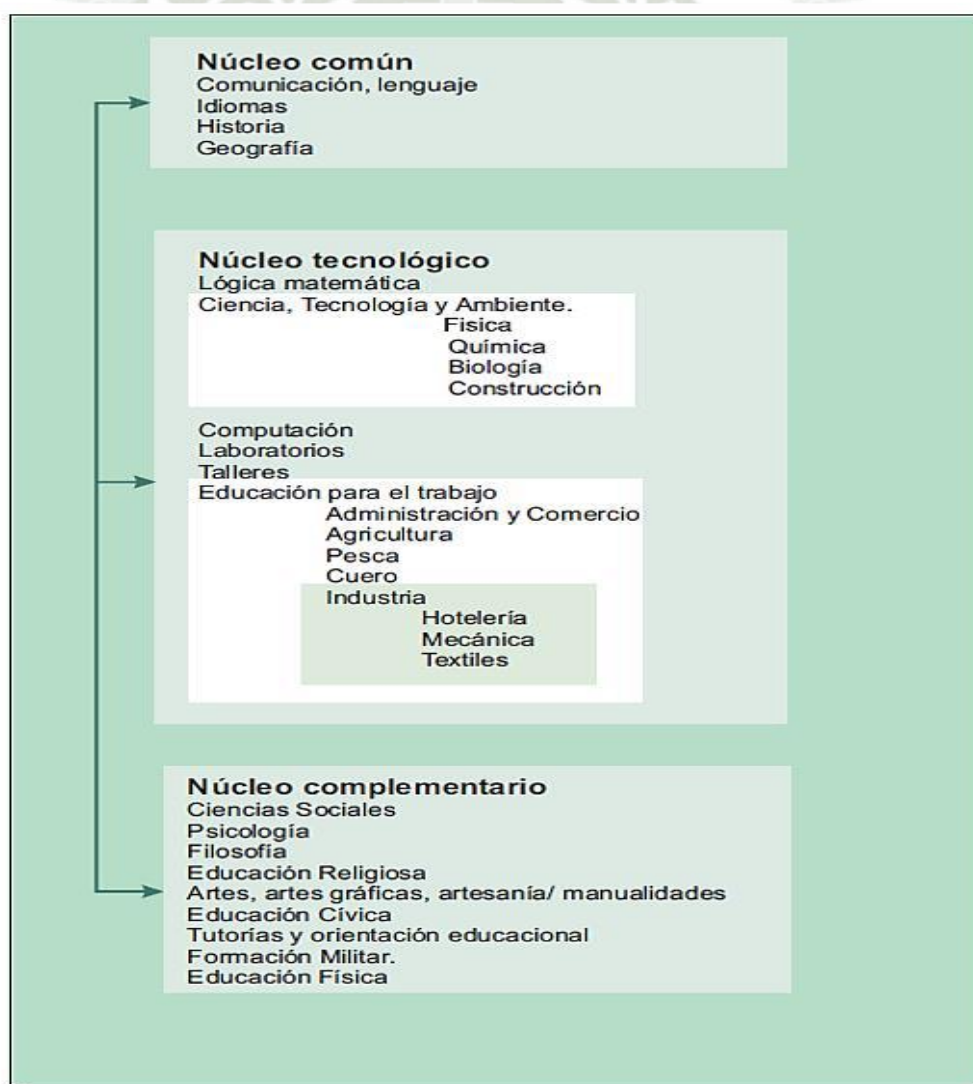 Núcleo común
Comunicación, lenguaje
Idiomas
Historia
Geografía
Núcleo tecnológico
Lógica matemática
Ciencia, Tecnología y Ambiente.
Fisica
Química
Biología
Construcción
Computación
Laboratorios
Talleres
Educación para el trabajo
Administración y Comercio
Agricultura
Pesca
Cuero
Industria
Hotelería
Mecánica
Textiles
Núcleo complementario
Ciencias Sociales
Psicología
Filosofía
Educación Religiosa
Artes, artes gráficas, artesanía/ manualidades
Educación Cívica
Tutorías y orientación educacional
Formación Militar.
Educación Física